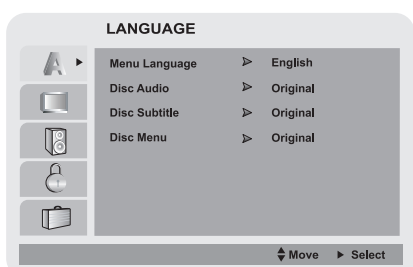 LANGUAGE
A
Menu Language English
Disc Audio Original
Disc Subtitle Original
Disc Menu Original
Move Select